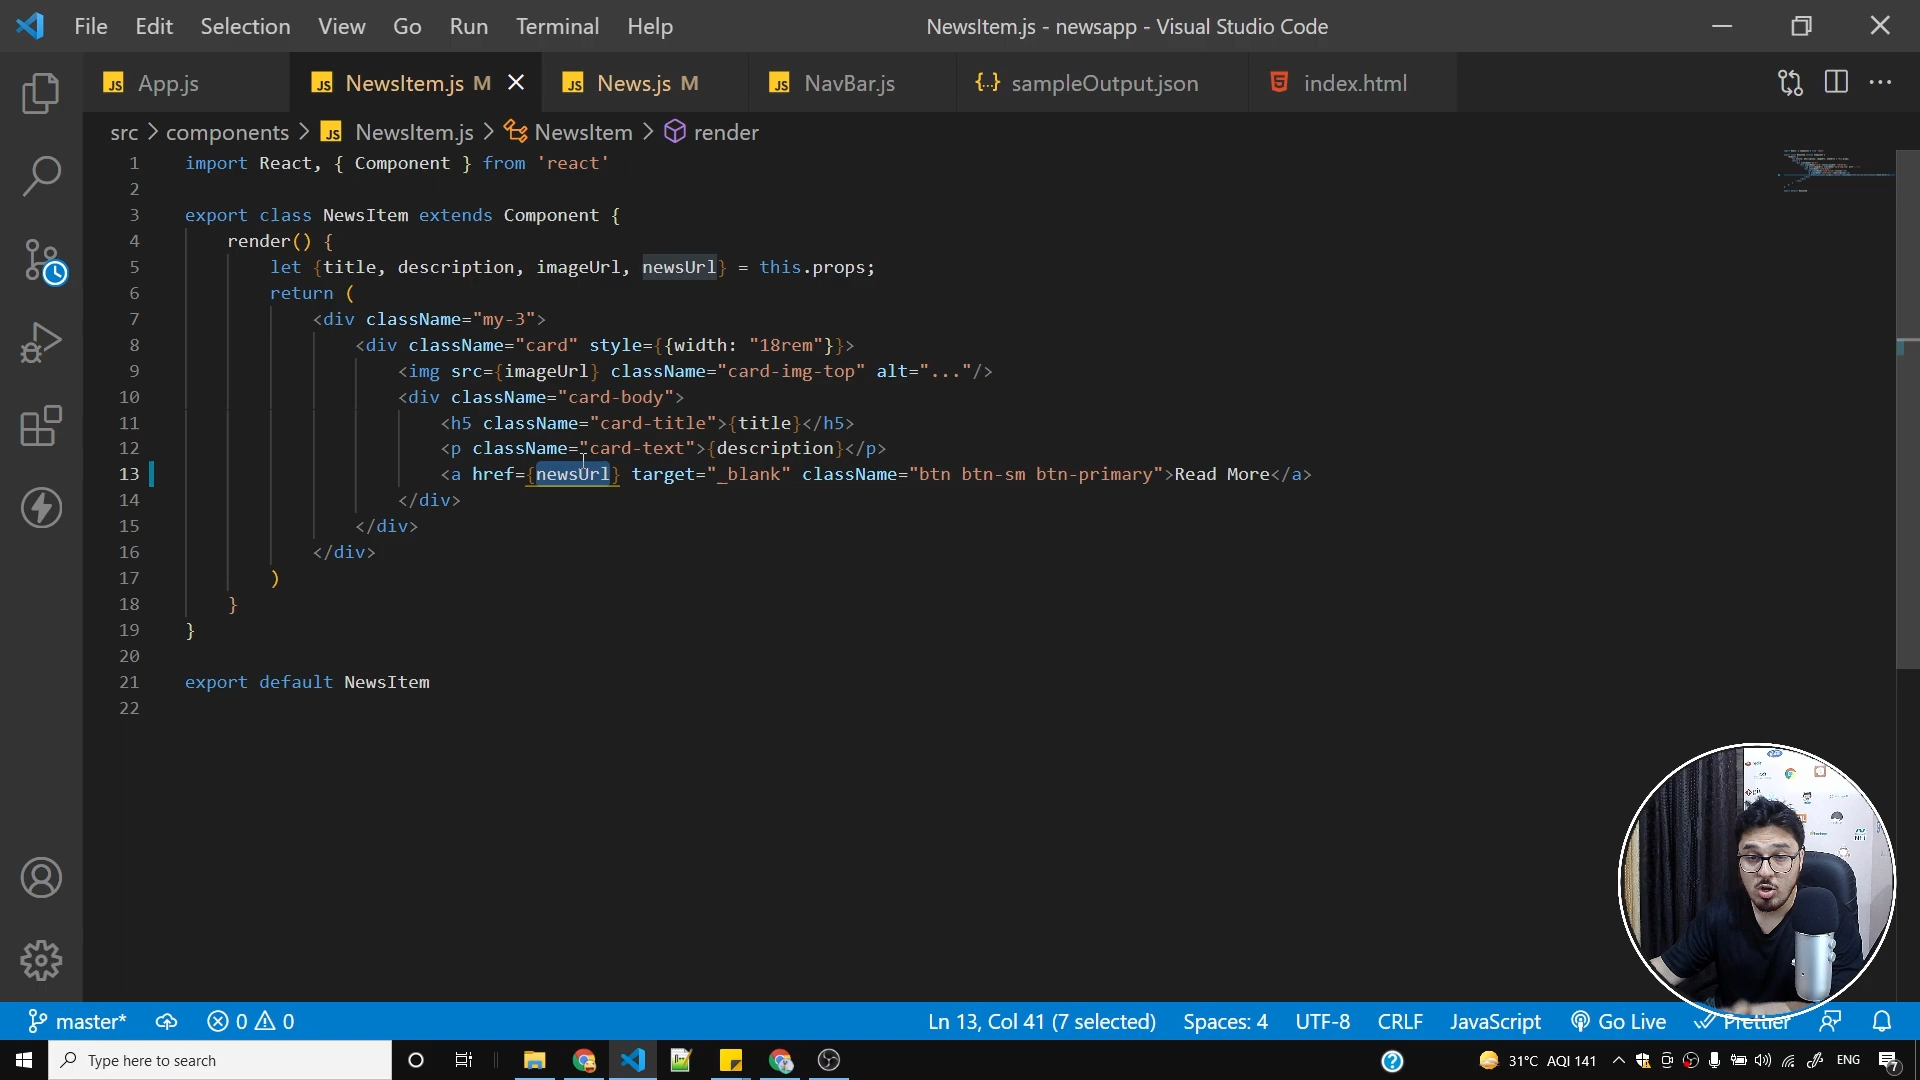 File Edit Selection View Go Run Terminal Help
NewsItem.js - newsapp - Visual Studio Code
JS App.js
JS NewsItem.js M
JS News.js M
JS NavBar.js
{··} sampleOutput.json
5 index.html
src > components > JS NewsItem.js > NewsItem > render
1 import React, { Component } from 'react'
2
3 export class NewsItem extends Component {
4 render() {
5 let {title, description, imageUrl, newsUrl} = this.props;
6 return (
7 <div className="my-3">
8 <div className="card" style={{width: "18rem"}}>
9 <img src={imageUrl} className="card-img-top" alt="..."/>
10 <div className="card-body">
11 <h5 className="card-title">{title}</h5>
12 <p className="card-text">{description}</p>
13 <a href={newsUrl} target="_blank" className="btn btn-sm btn-primary">Read More</a>
14 </div>
15 </div>
16 </div>
17 )
18 }
19 }
20
21 export default NewsItem
22
master* 0 0
Ln 13, Col 41 (7 selected) Spaces: 4 UTF-8 CRLF JavaScript Go Live Prettier
Type here to search
31°C AQI 141
ENG
7